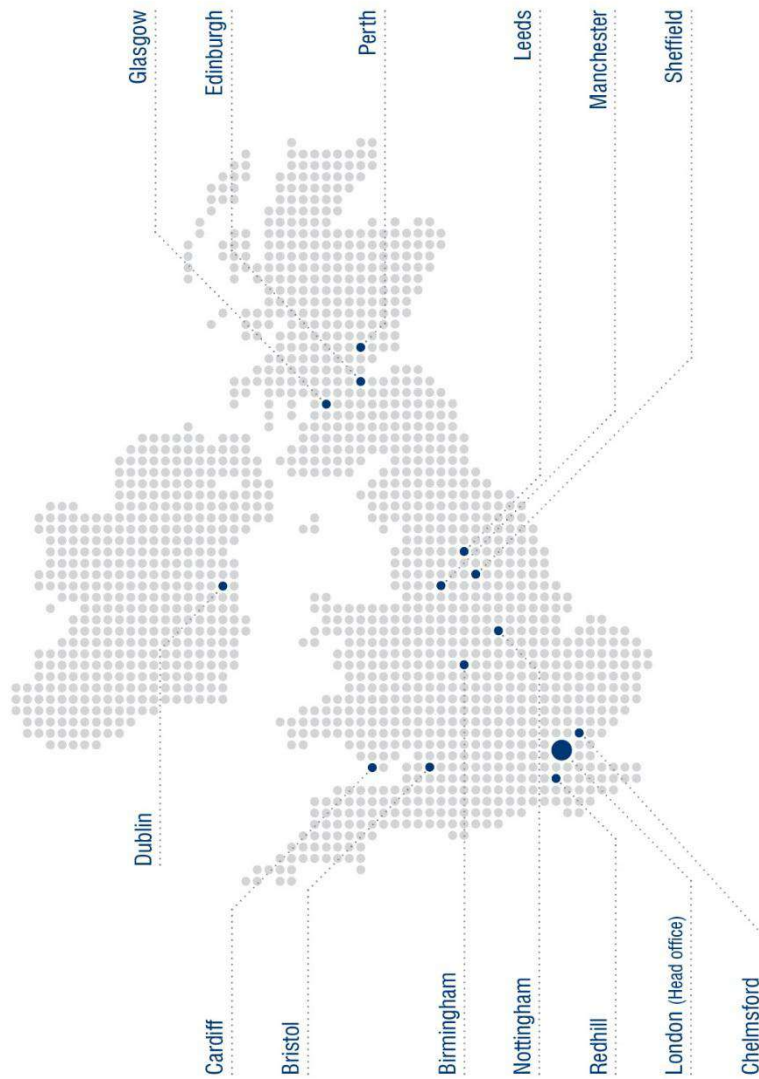 Glasgow
Edinburgh
Perth
Leeds
Manchester
Sheffield
Dublin
Cardiff
Bristol
Birmingham
Nottingham
Redhill
London (Head office)
Chelmsford